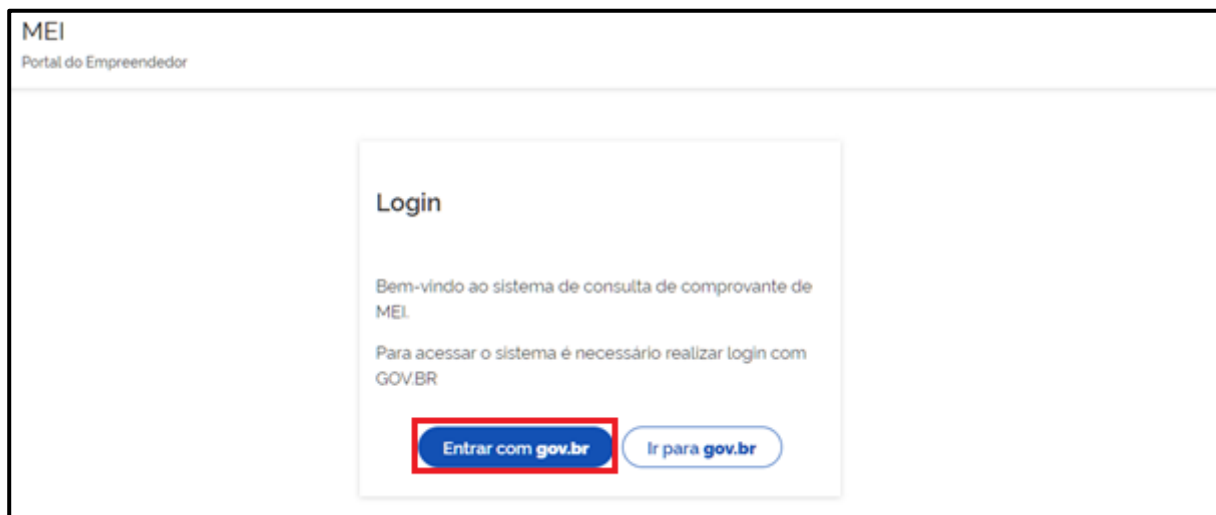 MEI
Portal do Empreendedor
Login
Bem-vindo ao sistema de consulta de comprovante de
MEI.
Para acessar o sistema é necessário realizar login com
GOV.BR
Entrar com gov.br
Ir para gov.br